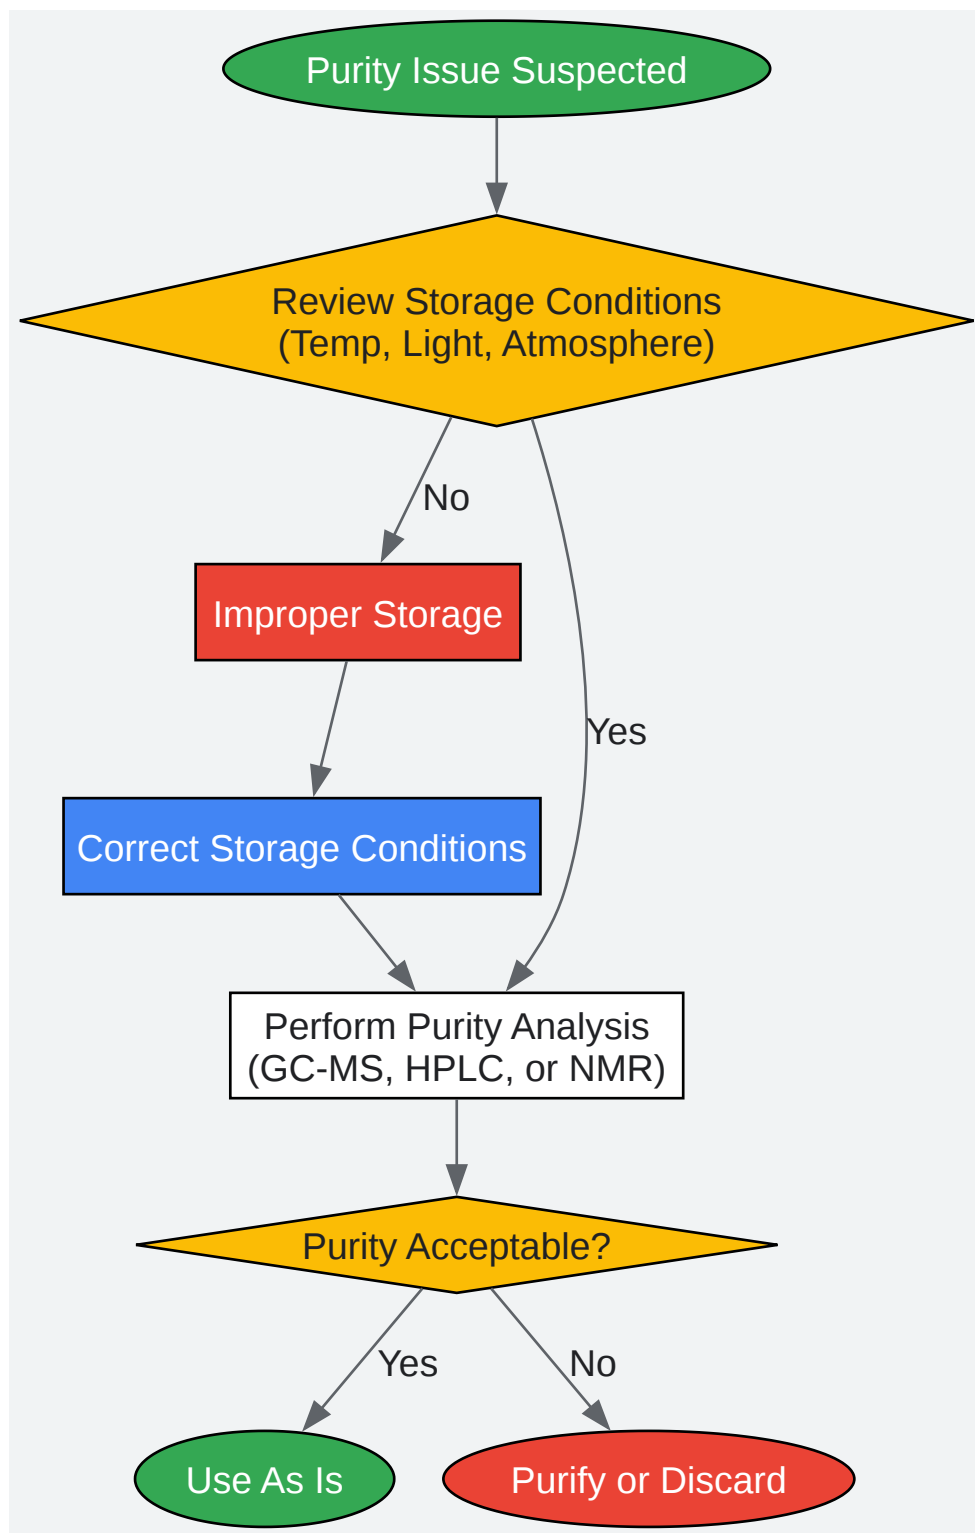 Purity Issue Suspected
Review Storage Conditions
(Temp, Light, Atmosphere)
No
Improper Storage
Yes
Correct Storage Conditions
Perform Purity Analysis
(GC-MS, HPLC, or NMR)
Purity Acceptable?
Yes
No
Use As Is
Purify or Discard